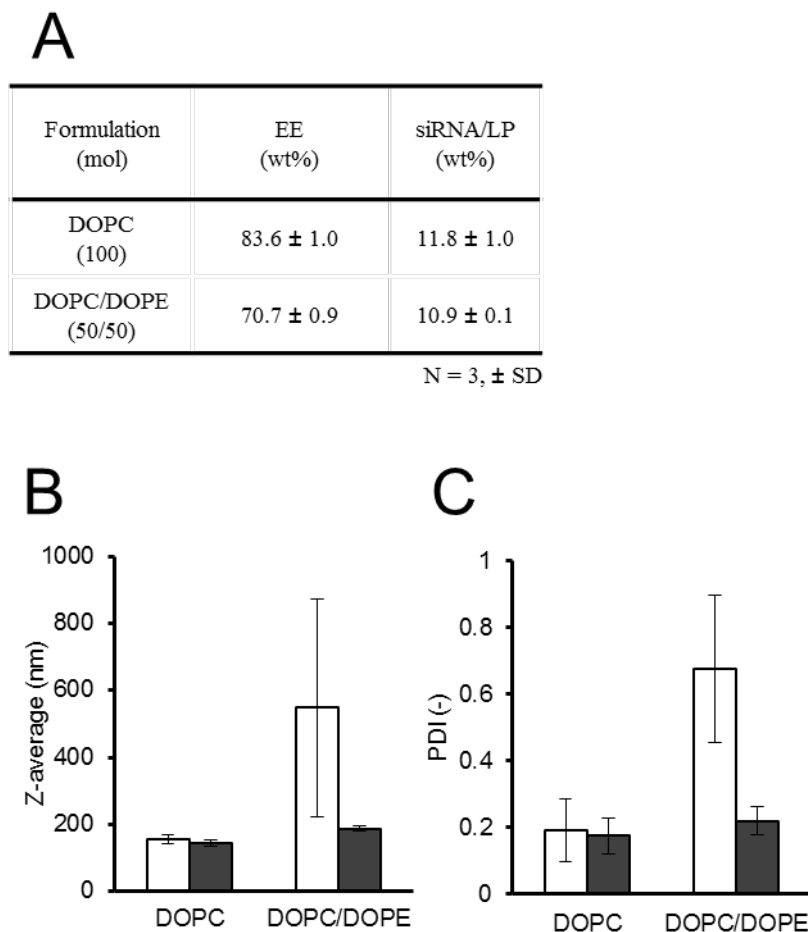 A
Formulation EE siRNA/LP
(mol) (wt%) (wt%)
DOPC
(100) 83.6 ± 1.0 11.8 ± 1.0
DOPC/DOPE
(50/50) 70.7 ± 0.9 10.9 ± 0.1
N = 3, ± SD
B
Z-average (nm)
1000
800
600
400
200
0
DOPC DOPC/DOPE
C
PDI (-)
1
0.8
0.6
0.4
0.2
0
DOPC DOPC/DOPE